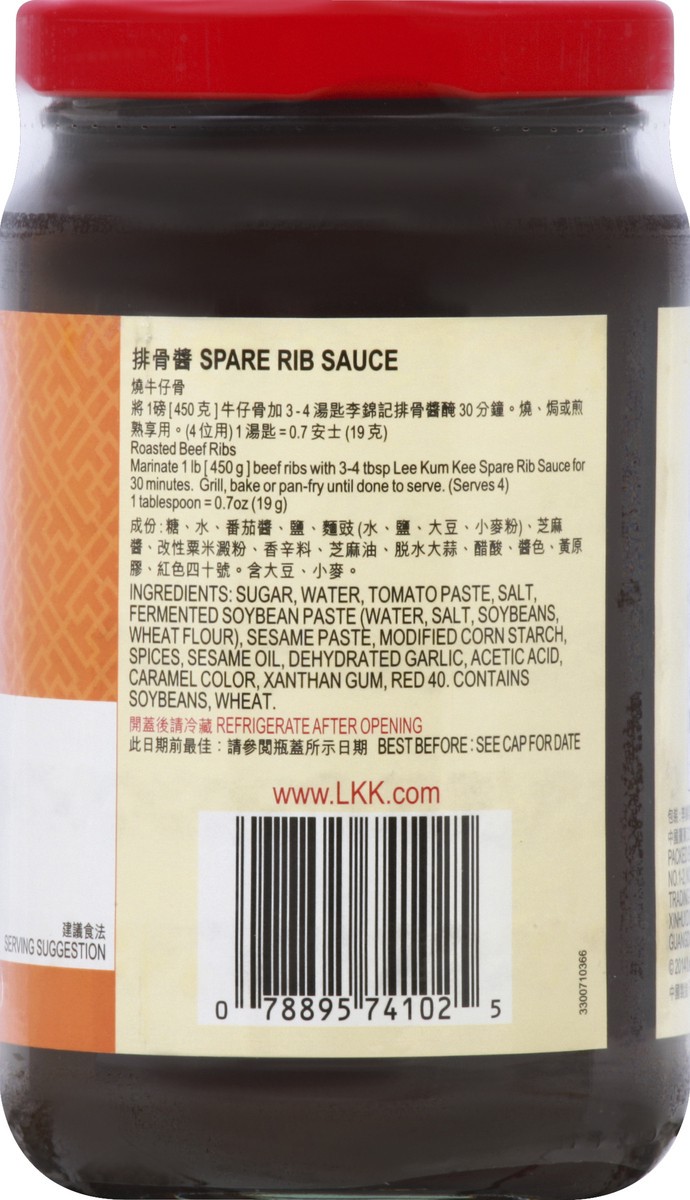 排骨醬 SPARE RIB SAUCE
燒牛仔骨
將1磅[450克]牛仔骨加3-4湯匙李錦記排骨醬醃30分鐘。燒、焗或煎
熟享用。(4位用)1湯匙=0.7安士(19克)
Roasted Beef Ribs
Marinate 1 lb [450 g] beef ribs with 3-4 tbsp Lee Kum Kee Spare Rib Sauce for
30 minutes. Grill, bake or pan-fry until done to serve. (Serves 4)
1 tablespoon = 0.7oz (19 g)
成份:糖、水、番茄醬、鹽、麵豉(水、鹽、大豆、小麥粉)、芝麻
醬、改性粟米澱粉、香辛料、芝麻油、脱水大蒜、醋酸、醬色、黃原
膠、紅色四十號。含大豆、小麥。
INGREDIENTS: SUGAR, WATER, TOMATO PASTE, SALT,
FERMENTED SOYBEAN PASTE (WATER, SALT, SOYBEANS,
WHEAT FLOUR), SESAME PASTE, MODIFIED CORN STARCH,
SPICES, SESAME OIL, DEHYDRATED GARLIC, ACETIC ACID,
CARAMEL COLOR, XANTHAN GUM, RED 40. CONTAINS
SOYBEANS, WHEAT.
開蓋後請冷藏 REFRIGERATE AFTER OPENING
此日期前最佳:請參閱瓶蓋所示日期 BEST BEFORE: SEE CAP FOR DATE
www.LKK.com
0 78895 74102 5
3300710366
建議食法
SERVING SUGGESTION